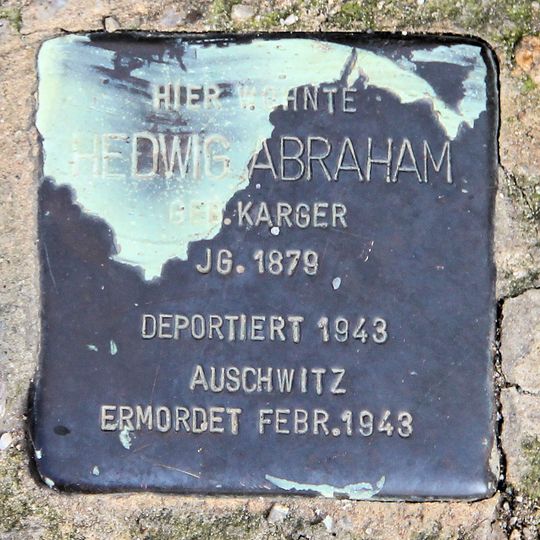 HIER WOHNTE
HEDWIG ABRAHAM
GEB. KARGER
JG. 1879
DEPORTIERT 1943
AUSCHWITZ
ERMORDET FEBR. 1943